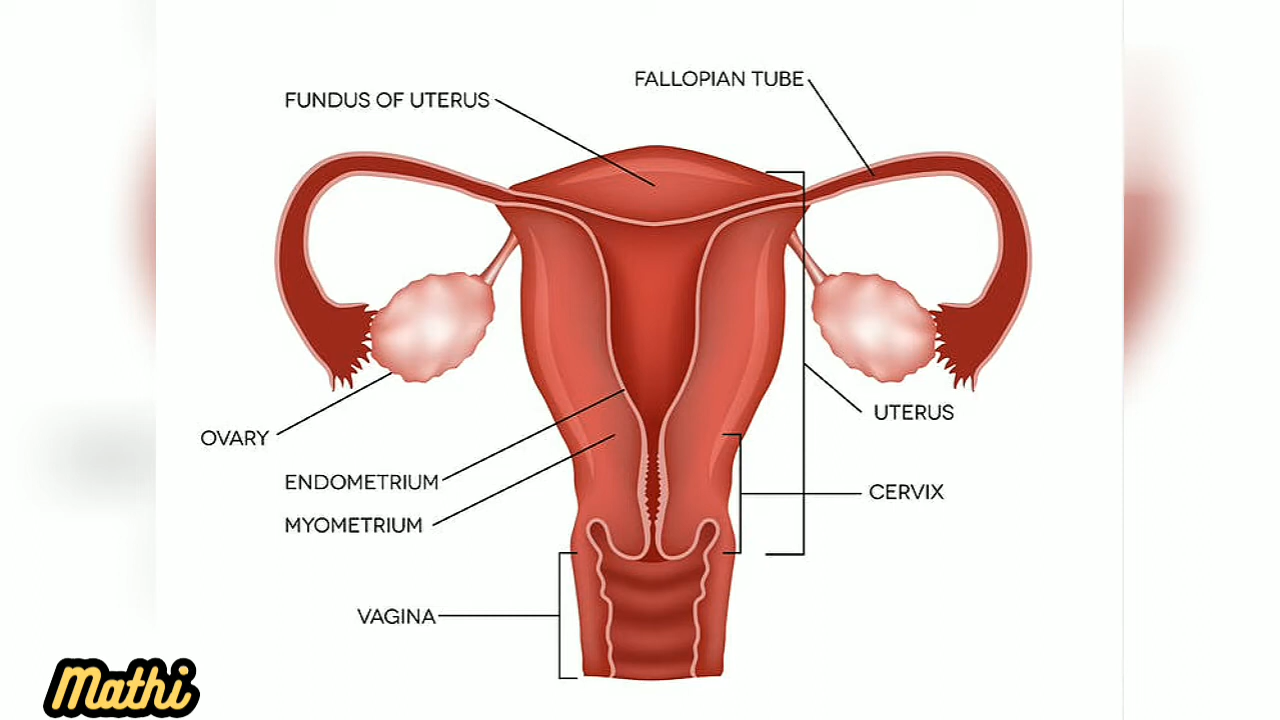 FALLOPIAN TUBE
FUNDUS OF UTERUS
UTERUS
OVARY
ENDOMETRIUM
CERVIX
MYOMETRIUM
VAGINA
Mathi